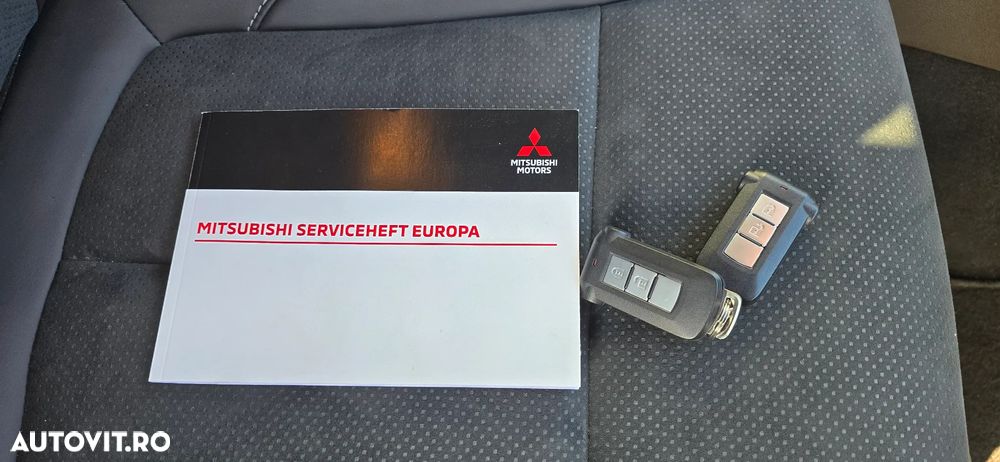 MITSUBISHI
MOTORS
MITSUBISHI SERVICEHEFT EUROPA
AUTOVIT.RO